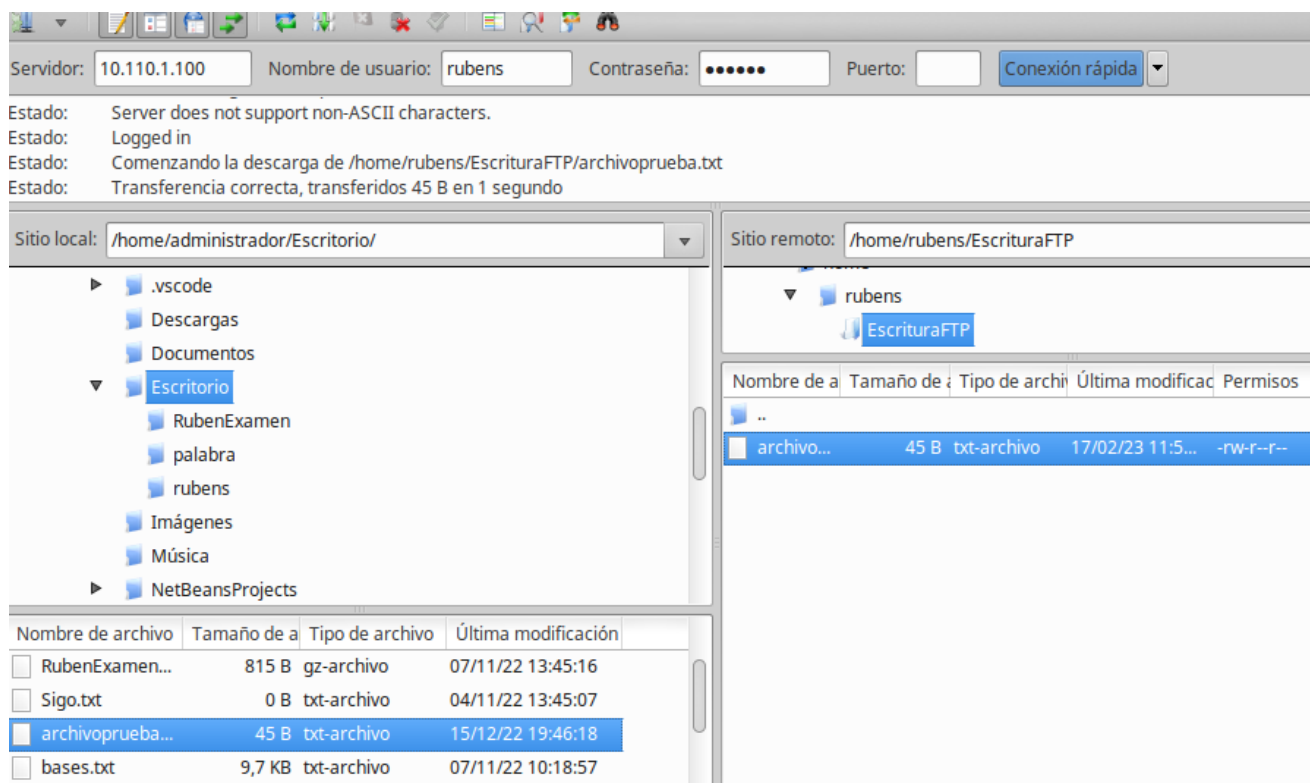 Servidor: 10.110.1.100 Nombre de usuario: rubens Contraseña: ●●●●●● Puerto: Conexión rápida
Estado: Server does not support non-ASCII characters.
Estado: Logged in
Estado: Comenzando la descarga de /home/rubens/EscrituraFTP/archivoprueba.txt
Estado: Transferencia correcta, transferidos 45 B en 1 segundo
Sitio local: /home/administrador/Escritorio/
.vscode
Descargas
Documentos
Escritorio
RubenExamen
palabra
rubens
Imágenes
Música
NetBeansProjects
Nombre de archivo Tamaño de a Tipo de archivo Última modificación
RubenExamen... 815 B gz-archivo 07/11/22 13:45:16
Sigo.txt 0 B txt-archivo 04/11/22 13:45:07
archivoprueba... 45 B txt-archivo 15/12/22 19:46:18
bases.txt 9,7 KB txt-archivo 07/11/22 10:18:57
Sitio remoto: /home/rubens/EscrituraFTP
rubens
EscrituraFTP
Nombre de a Tamaño de a Tipo de archi Última modificac Permisos
..
archivo... 45 B txt-archivo 17/02/23 11:5... -rw-r--r--